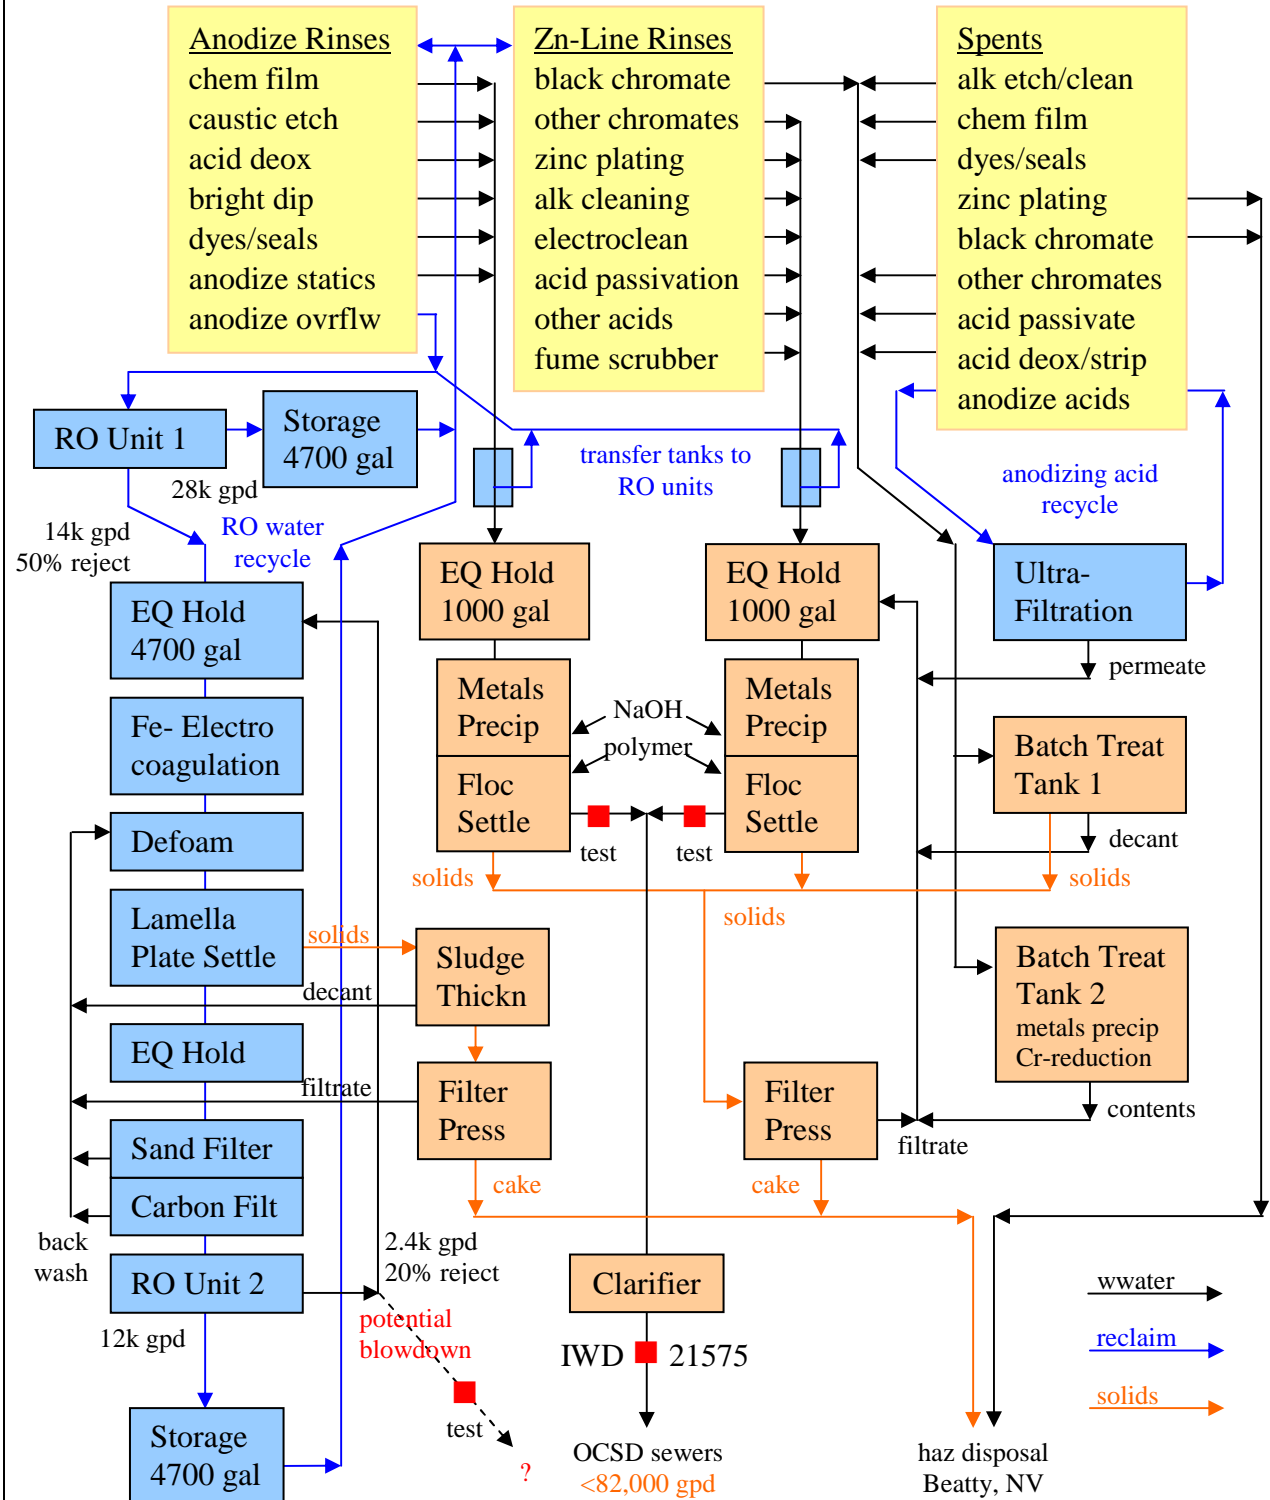 Anodize Rinses
chem film
caustic etch
acid deox
bright dip
dyes/seals
anodize statics
anodize ovrflw
Zn-Line Rinses
black chromate
other chromates
zinc plating
alk cleaning
electroclean
acid passivation
other acids
fume scrubber
Spents
alk etch/clean
chem film
dyes/seals
zinc plating
black chromate
other chromates
acid passivate
acid deox/strip
anodize acids
RO Unit 1
Storage
4700 gal
28k gpd
14k gpd
50% reject
RO water
recycle
transfer tanks to
RO units
anodizing acid
recycle
EQ Hold
4700 gal
EQ Hold
1000 gal
EQ Hold
1000 gal
Ultra-
Filtration
permeate
Fe- Electro
coagulation
Metals
Precip
NaOH
polymer
Metals
Precip
Batch Treat
Tank 1
Floc
Settle
Floc
Settle
test
test
decant
Defoam
solids
solids
solids
Lamella
Plate Settle
solids
Sludge
Thickn
decant
Batch Treat
Tank 2
metals precip
Cr-reduction
EQ Hold
filtrate
Filter
Press
Filter
Press
contents
filtrate
Sand Filter
Carbon Filt
cake
cake
back
wash
2.4k gpd
20% reject
RO Unit 2
Clarifier
wwater
12k gpd
potential
blowdown
IWD
21575
reclaim
solids
Storage
4700 gal
test
?
OCSD sewers
<82,000 gpd
haz disposal
Beatty, NV